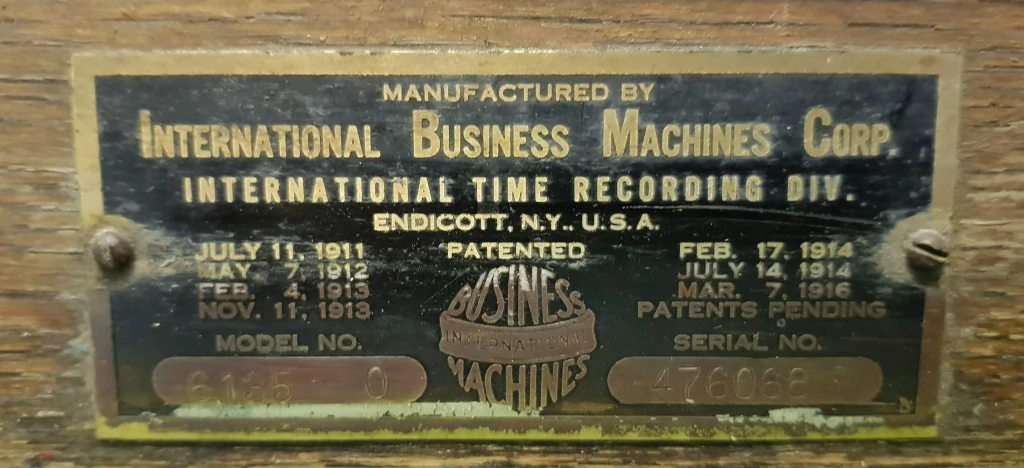 MANUFACTURED BY
INTERNATIONAL BUSINESS MACHINES CORP.
INTERNATIONAL TIME RECORDING DIV.
ENDICOTT, N.Y., U.S.A.
PATENTED
JULY 11, 1911
MAY 7, 1912
FEB. 4, 1913
NOV. 11, 1913
FEB. 17, 1914
JULY 14, 1914
MAR. 7, 1916
PATENTS PENDING
BUSINESS
INTERNATIONAL
MACHINES
MODEL NO.
6135 0
SERIAL NO.
476068